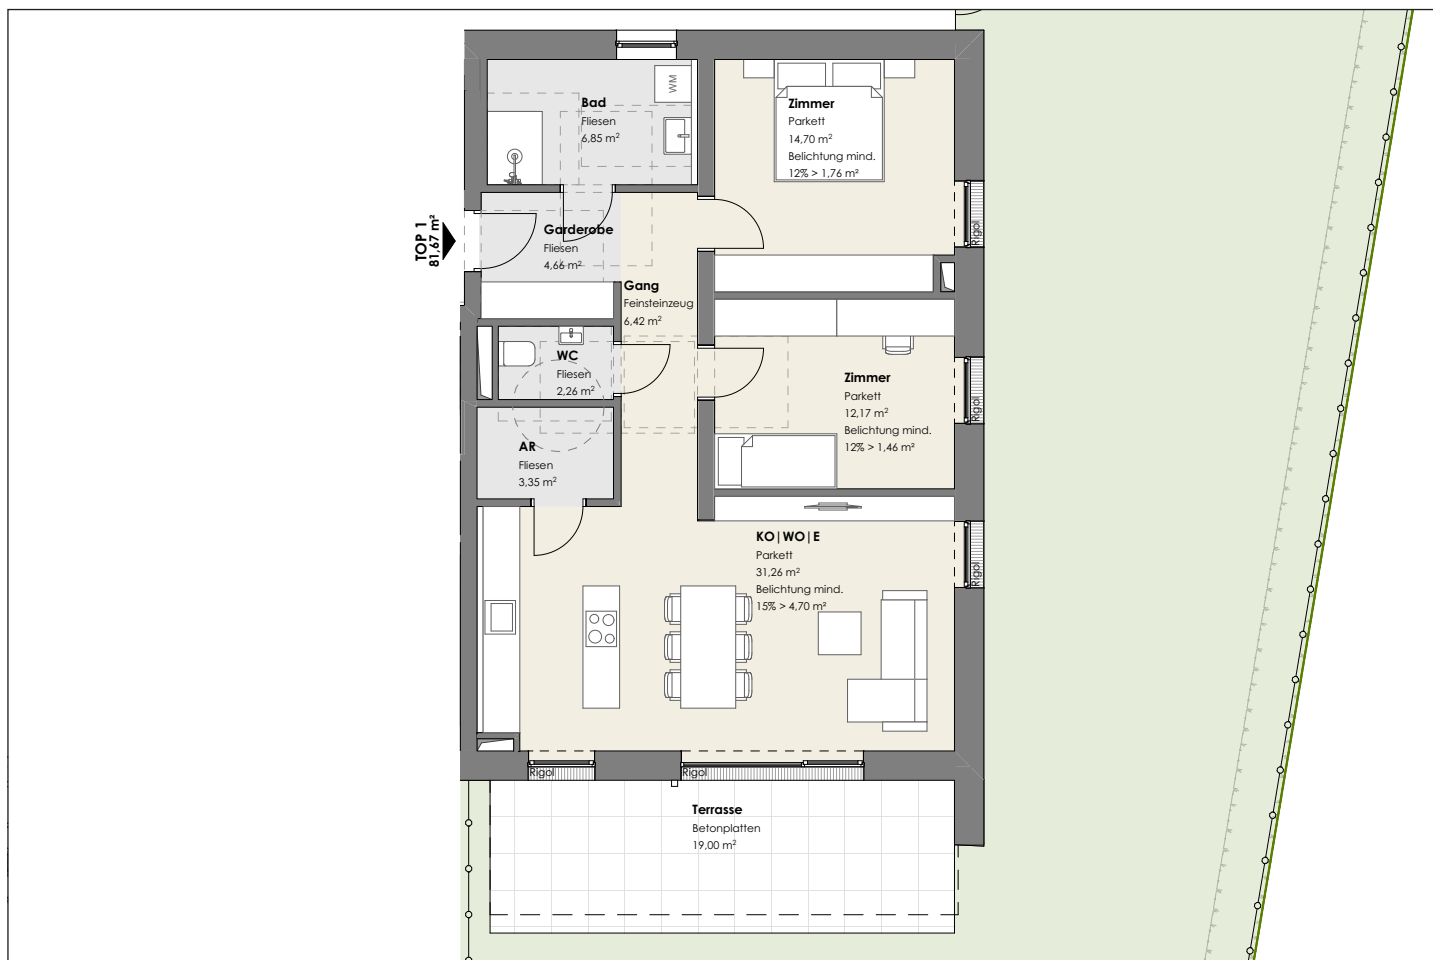 Bad
Fliesen
6,85 m²
WM
Zimmer
Parkett
14,70 m²
Belichtung mind.
12% > 1,76 m²
Rigol
TOP 1
81,67 m²
Garderobe
Fliesen
4,66 m²
Gang
Feinsteinzeug
6,42 m²
WC
Fliesen
2,26 m²
Zimmer
Parkett
12,17 m²
Belichtung mind.
12% > 1,46 m²
Rigol
AR
Fliesen
3,35 m²
KO|WO|E
Parkett
31,26 m²
Belichtung mind.
15% > 4,70 m²
Rigol
Rigol
Rigol
Terrasse
Betonplatten
19,00 m²